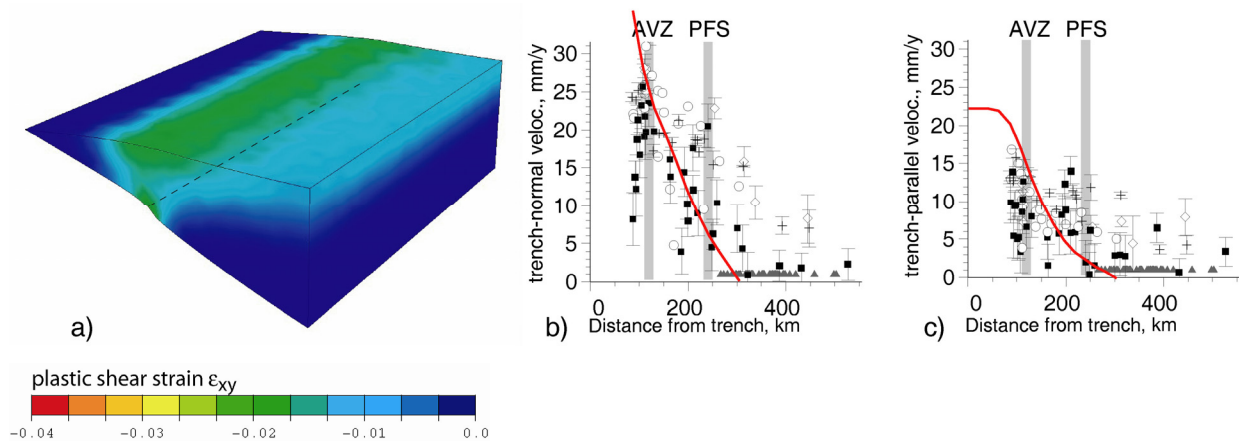 a)
plastic shear strain εxy
-0.04 -0.03 -0.02 -0.01 0.0
AVZ PFS
trench-normal veloc., mm/y
30
25
20
15
10
5
0
0 200 400
b) Distance from trench, km
AVZ PFS
trench-parallel veloc., mm/y
30
25
20
15
10
5
0
0 200 400
c) Distance from trench, km